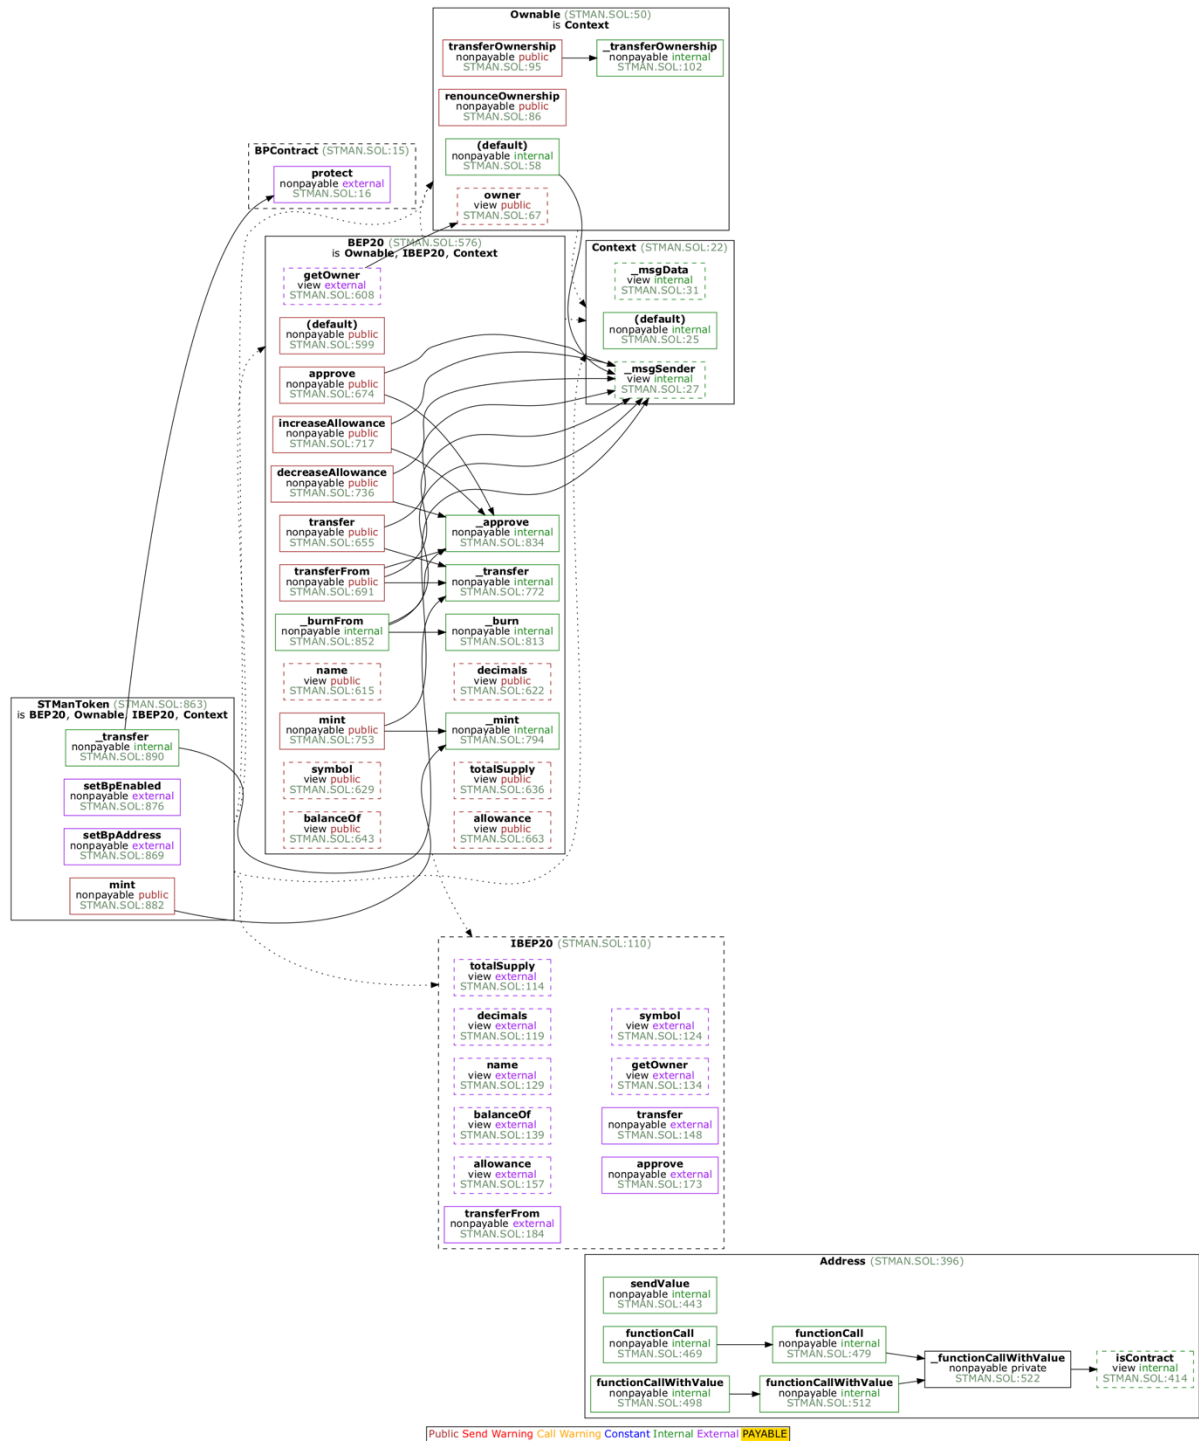 Ownable (STMAN.SOL:50)
is Context
transferOwnership
nonpayable public
STMAN.SOL:95
_transferOwnership
nonpayable internal
STMAN.SOL:102
renounceOwnership
nonpayable public
STMAN.SOL:86
(default)
nonpayable internal
STMAN.SOL:58
owner
view public
STMAN.SOL:67
BPContract (STMAN.SOL:15)
protect
nonpayable external
STMAN.SOL:16
BEP20 (STMAN.SOL:576)
is Ownable, IBEP20, Context
getOwner
view external
STMAN.SOL:608
(default)
nonpayable public
STMAN.SOL:599
approve
nonpayable public
STMAN.SOL:674
increaseAllowance
nonpayable public
STMAN.SOL:717
decreaseAllowance
nonpayable public
STMAN.SOL:736
transfer
nonpayable public
STMAN.SOL:655
_approve
nonpayable internal
STMAN.SOL:834
transferFrom
nonpayable public
STMAN.SOL:691
_transfer
nonpayable internal
STMAN.SOL:772
_burnFrom
nonpayable internal
STMAN.SOL:852
_burn
nonpayable internal
STMAN.SOL:813
name
view public
STMAN.SOL:615
decimals
view public
STMAN.SOL:622
mint
nonpayable public
STMAN.SOL:753
_mint
nonpayable internal
STMAN.SOL:794
symbol
view public
STMAN.SOL:629
totalSupply
view public
STMAN.SOL:636
balanceOf
view public
STMAN.SOL:643
allowance
view public
STMAN.SOL:663
Context (STMAN.SOL:22)
_msgData
view internal
STMAN.SOL:31
(default)
nonpayable internal
STMAN.SOL:25
_msgSender
view internal
STMAN.SOL:27
STManToken (STMAN.SOL:863)
is BEP20, Ownable, IBEP20, Context
_transfer
nonpayable internal
STMAN.SOL:890
setBpEnabled
nonpayable external
STMAN.SOL:876
setBpAddress
nonpayable external
STMAN.SOL:869
mint
nonpayable public
STMAN.SOL:882
IBEP20 (STMAN.SOL:110)
totalSupply
view external
STMAN.SOL:114
decimals
view external
STMAN.SOL:119
symbol
view external
STMAN.SOL:124
name
view external
STMAN.SOL:129
getOwner
view external
STMAN.SOL:134
balanceOf
view external
STMAN.SOL:139
transfer
nonpayable external
STMAN.SOL:148
allowance
view external
STMAN.SOL:157
approve
nonpayable external
STMAN.SOL:173
transferFrom
nonpayable external
STMAN.SOL:184
Address (STMAN.SOL:396)
sendValue
nonpayable internal
STMAN.SOL:443
functionCall
nonpayable internal
STMAN.SOL:469
functionCall
nonpayable internal
STMAN.SOL:479
_functionCallWithValue
nonpayable private
STMAN.SOL:522
isContract
view internal
STMAN.SOL:414
functionCallWithValue
nonpayable internal
STMAN.SOL:498
functionCallWithValue
nonpayable internal
STMAN.SOL:512
Public Send Warning Call Warning Constant Internal External PAYABLE